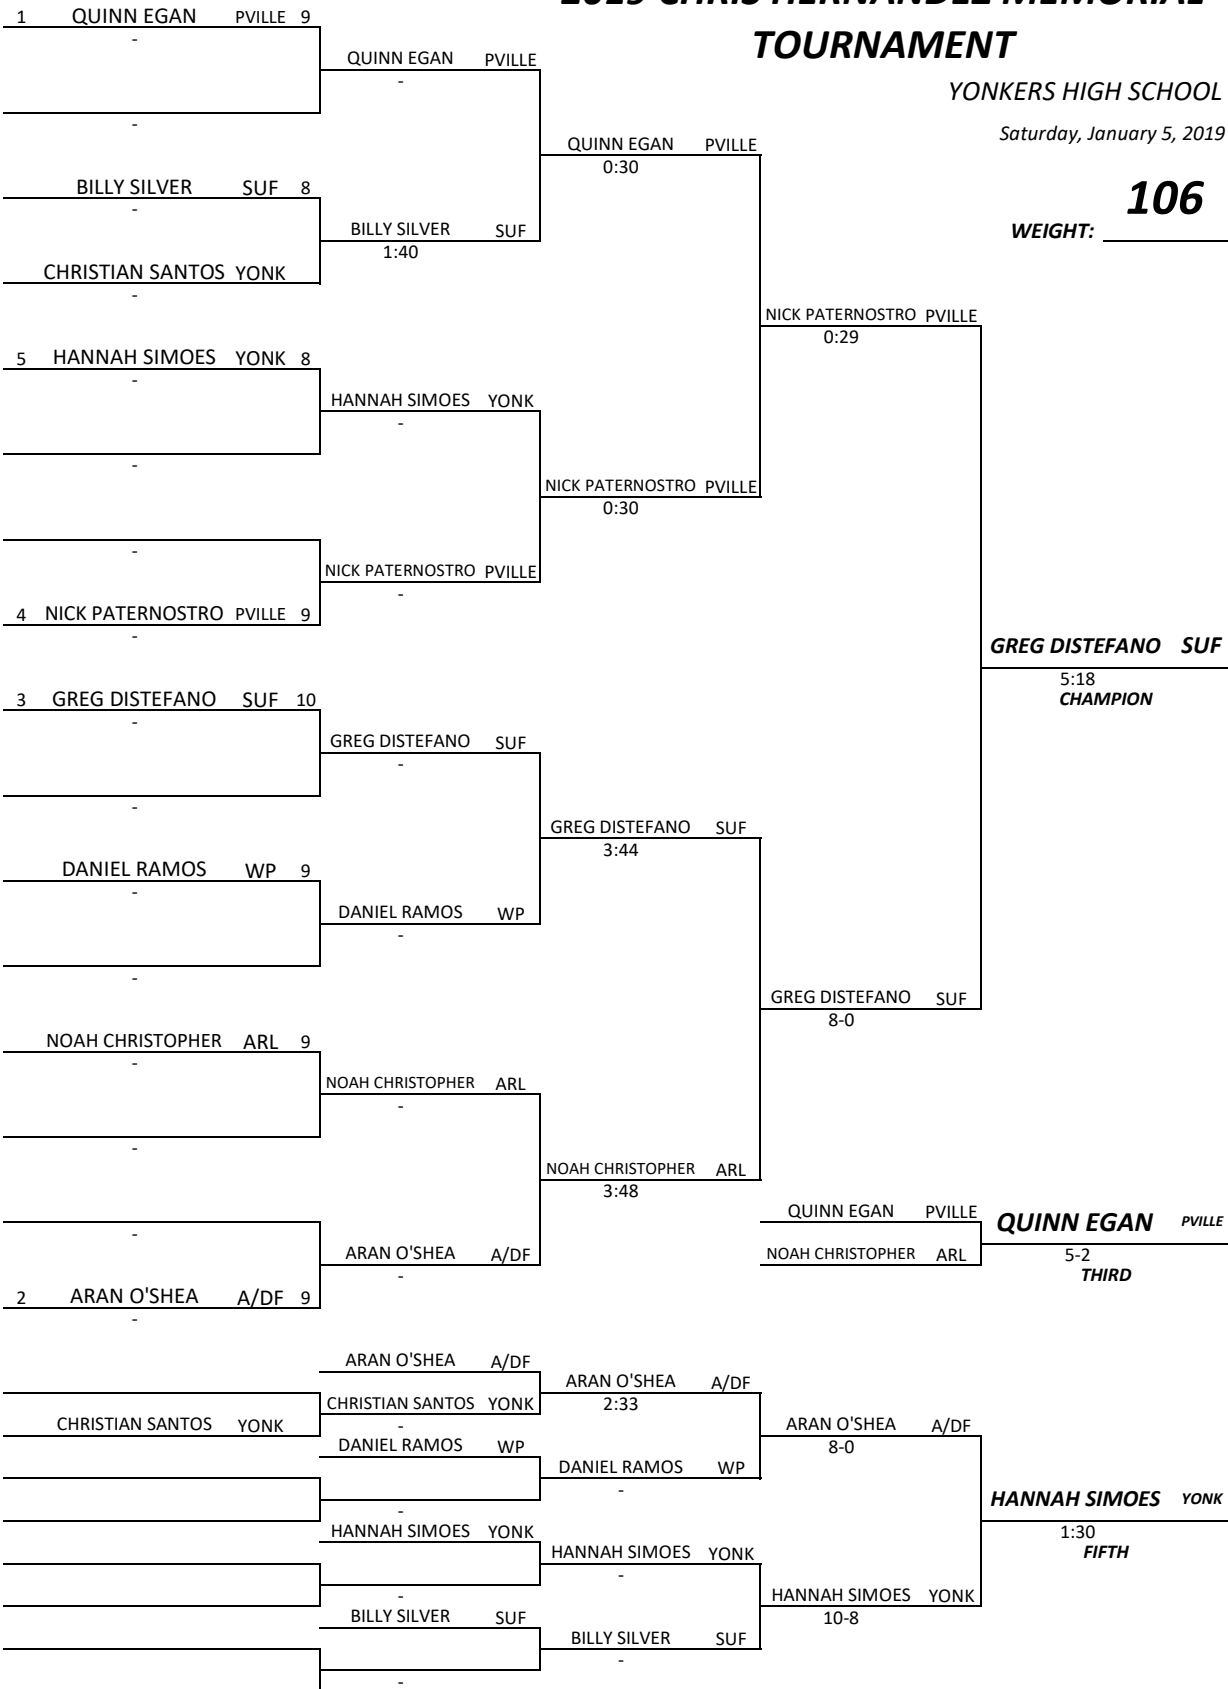 2019 CHRIS HERNANDEZ MEMORIAL
TOURNAMENT
YONKERS HIGH SCHOOL
Saturday, January 5, 2019
106
WEIGHT:
1 QUINN EGAN PVILLE 9
-
QUINN EGAN PVILLE
-
-
QUINN EGAN PVILLE
0:30
BILLY SILVER SUF 8
-
BILLY SILVER SUF
1:40
CHRISTIAN SANTOS YONK
-
NICK PATERNOSTRO PVILLE
0:29
5 HANNAH SIMOES YONK 8
-
HANNAH SIMOES YONK
-
-
NICK PATERNOSTRO PVILLE
0:30
-
NICK PATERNOSTRO PVILLE
-
4 NICK PATERNOSTRO PVILLE 9
-
GREG DISTEFANO SUF
5:18
CHAMPION
3 GREG DISTEFANO SUF 10
-
GREG DISTEFANO SUF
-
-
GREG DISTEFANO SUF
3:44
DANIEL RAMOS WP 9
-
DANIEL RAMOS WP
-
-
GREG DISTEFANO SUF
8-0
NOAH CHRISTOPHER ARL 9
-
NOAH CHRISTOPHER ARL
-
-
NOAH CHRISTOPHER ARL
3:48
-
ARAN O'SHEA A/DF
-
2 ARAN O'SHEA A/DF 9
-
QUINN EGAN PVILLE
NOAH CHRISTOPHER ARL
QUINN EGAN PVILLE
5-2
THIRD
ARAN O'SHEA A/DF
ARAN O'SHEA A/DF
2:33
CHRISTIAN SANTOS YONK
-
CHRISTIAN SANTOS YONK
ARAN O'SHEA A/DF
8-0
DANIEL RAMOS WP
DANIEL RAMOS WP
-
-
HANNAH SIMOES YONK
1:30
FIFTH
HANNAH SIMOES YONK
HANNAH SIMOES YONK
-
-
HANNAH SIMOES YONK
10-8
BILLY SILVER SUF
BILLY SILVER SUF
-
-